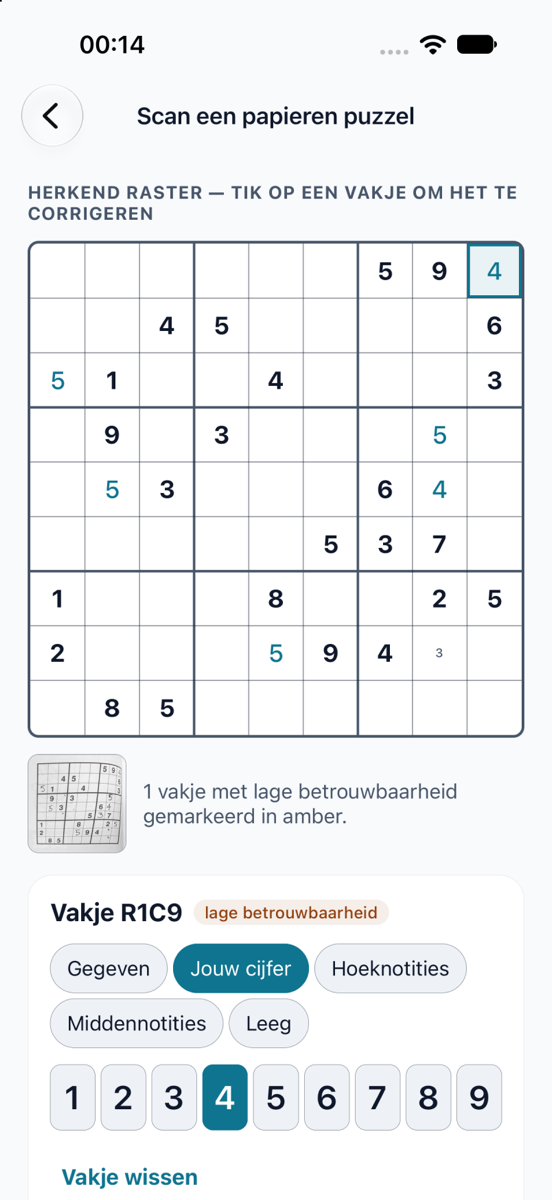 00:14
Scan een papieren puzzel
HERKEND RASTER — TIK OP EEN VAKJE OM HET TE
CORRIGEREN
5 9 4
4 5 6
5 1 4 3
9 3 5
5 3 6 4
5 3 7
1 8 2 5
2 5 9 4 3
8 5
1 vakje met lage betrouwbaarheid
gemarkeerd in amber.
Vakje R1C9 lage betrouwbaarheid
Gegeven Jouw cijfer Hoeknotities
Middennotities Leeg
1 2 3 4 5 6 7 8 9
Vakje wissen